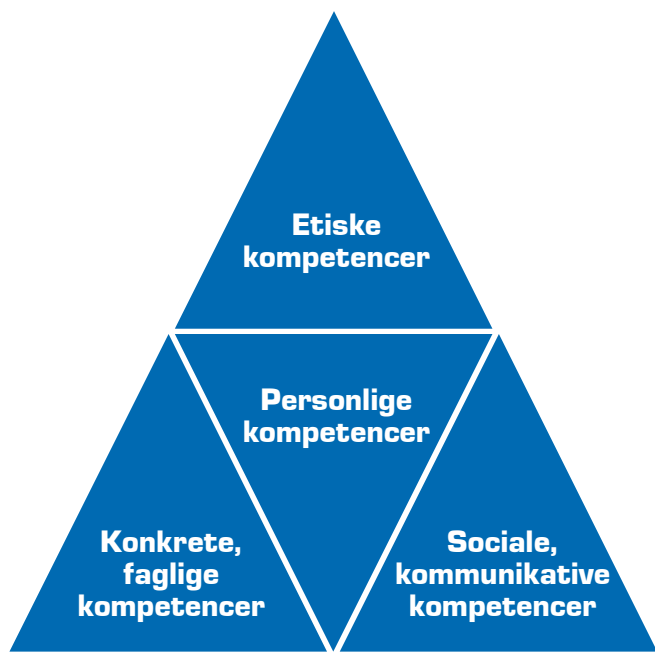 Etiske
kompetencer
Personlige
kompetencer
Konkrete,
faglige
kompetencer
Sociale,
kommunikative
kompetencer